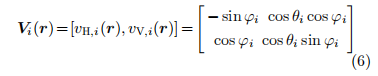 V_i(r)=[v_{H,i}(r), v_{V,i}(r)]= [ −sin φ_i cos θ_i cos φ_i
cos φ_i cos θ_i sin φ_i ]
(6)